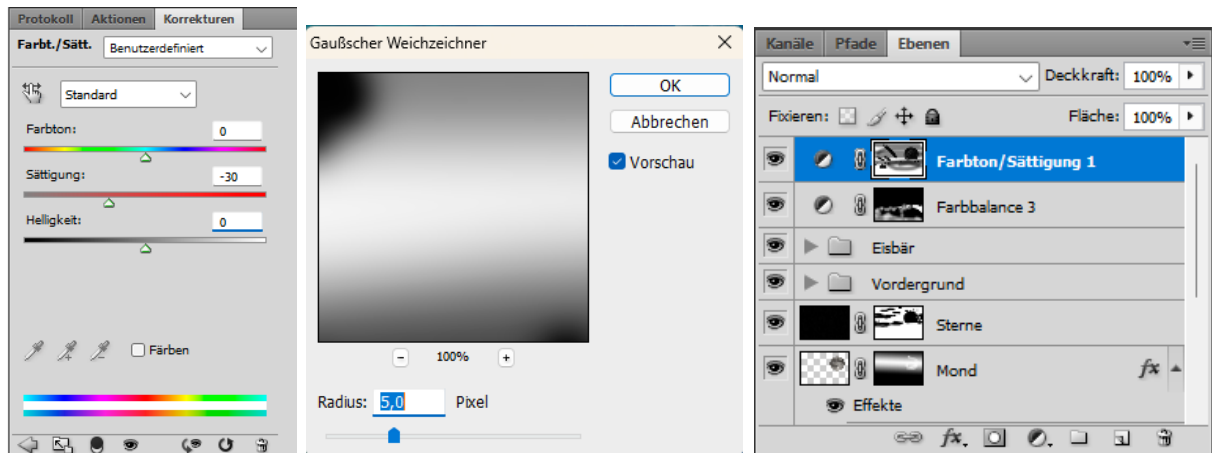 Protokoll Aktionen Korrekturen
Farbt./Sätt. Benutzerdefiniert
Standard
Farbton: 0
Sättigung: -30
Helligkeit: 0
Färben
Gaußscher Weichzeichner
OK
Abbrechen
Vorschau
100%
Radius: 5,0 Pixel
Kanäle Pfade Ebenen
Normal Deckkraft: 100%
Fixieren: Fläche: 100%
Farbton/Sättigung 1
Farbbalance 3
Eisbär
Vordergrund
Sterne
Mond fx
Effekte
fx.